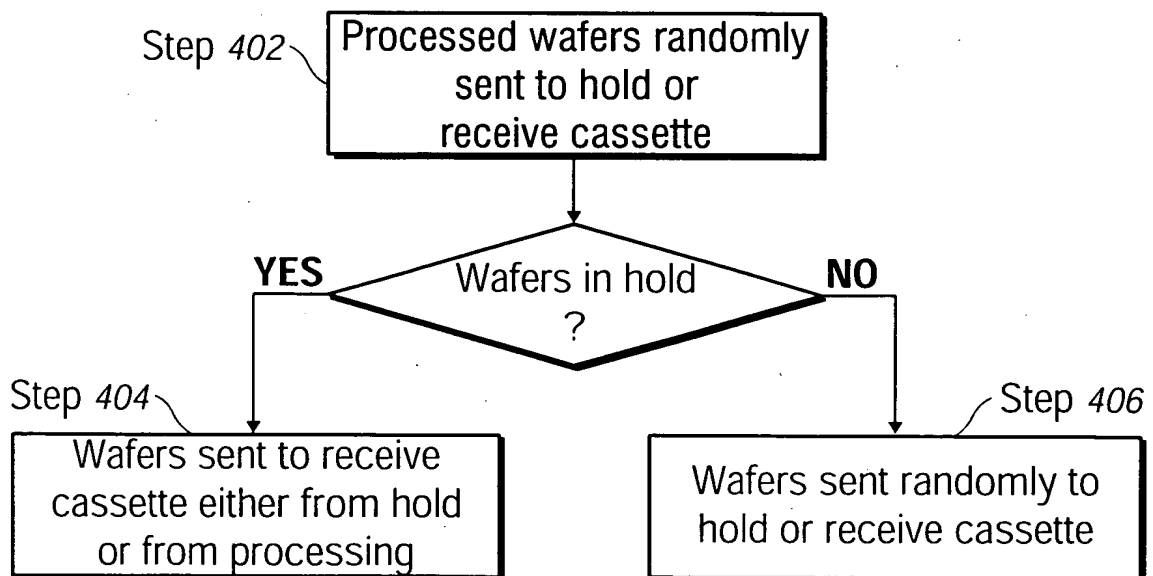 Step 402
Processed wafers randomly
sent to hold or
receive cassette
YES
Wafers in hold
?
NO
Step 404
Wafers sent to receive
cassette either from hold
or from processing
Step 406
Wafers sent randomly to
hold or receive cassette